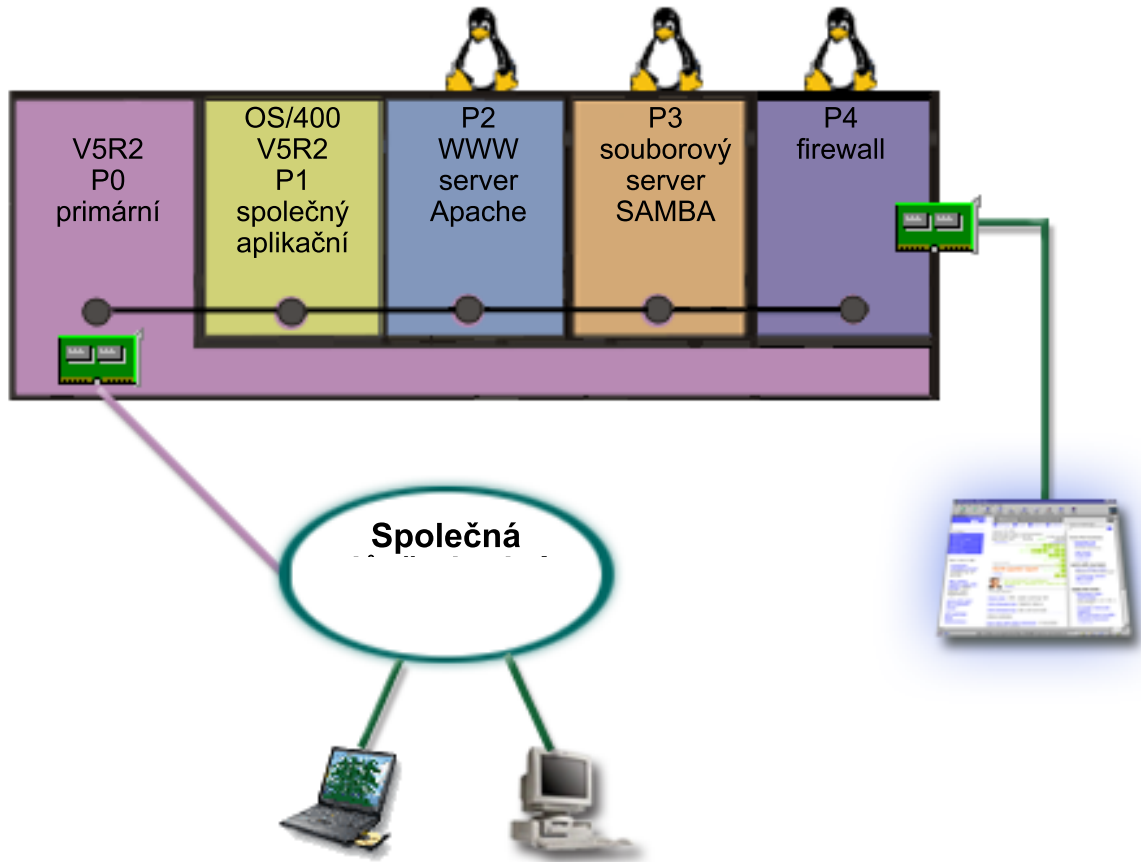 V5R2
P0
primární
OS/400
V5R2
P1
společný
aplikační
P2
WWW
server
Apache
P3
souborový
server
SAMBA
P4
firewall
Společná